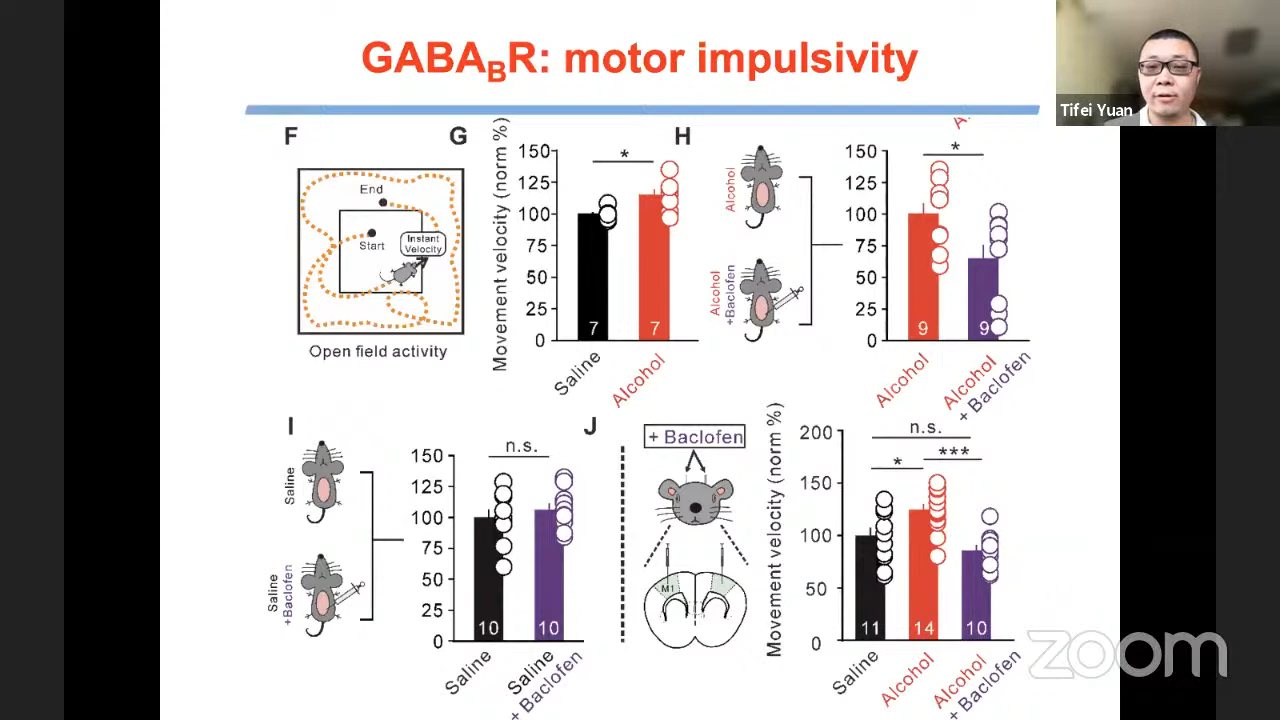 GABABR: motor impulsivity
Tifei Yuan
F
End
Start
Instant
Velocity
Open field activity
G
Movement velocity (norm %)
150
125
100
75
50
25
0
*
7
7
Saline
Alcohol
H
Alcohol
Alcohol
+Baclofen
150
125
100
75
50
25
0
*
9
9
Alcohol
Alcohol
+ Baclofen
I
Saline
Saline
+Baclofen
150
125
100
75
50
25
0
n.s.
10
10
Saline
Saline
+ Baclofen
J
+ Baclofen
M1
Movement velocity (norm %)
200
150
100
50
0
n.s.
*
***
11
14
10
Saline
Alcohol
Alcohol
+ Baclofen
zoom